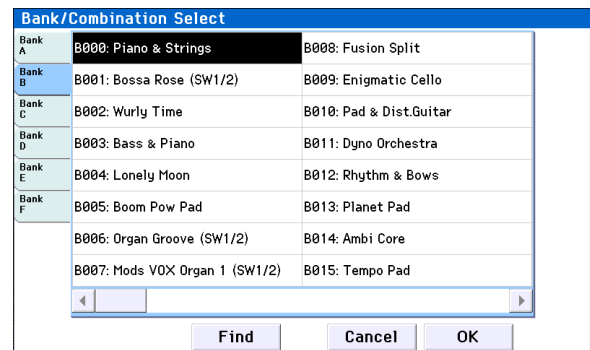 Bank/Combination Select
Bank
A
Bank
B
Bank
C
Bank
D
Bank
E
Bank
F
B000: Piano & Strings
B001: Bossa Rose (SW1/2)
B002: Wurly Time
B003: Bass & Piano
B004: Lonely Moon
B005: Boom Pow Pad
B006: Organ Groove (SW1/2)
B007: Mods VOX Organ 1 (SW1/2)
B008: Fusion Split
B009: Enigmatic Cello
B010: Pad & Dist.Guitar
B011: Dyno Orchestra
B012: Rhythm & Bows
B013: Planet Pad
B014: Ambi Core
B015: Tempo Pad
Find
Cancel
OK